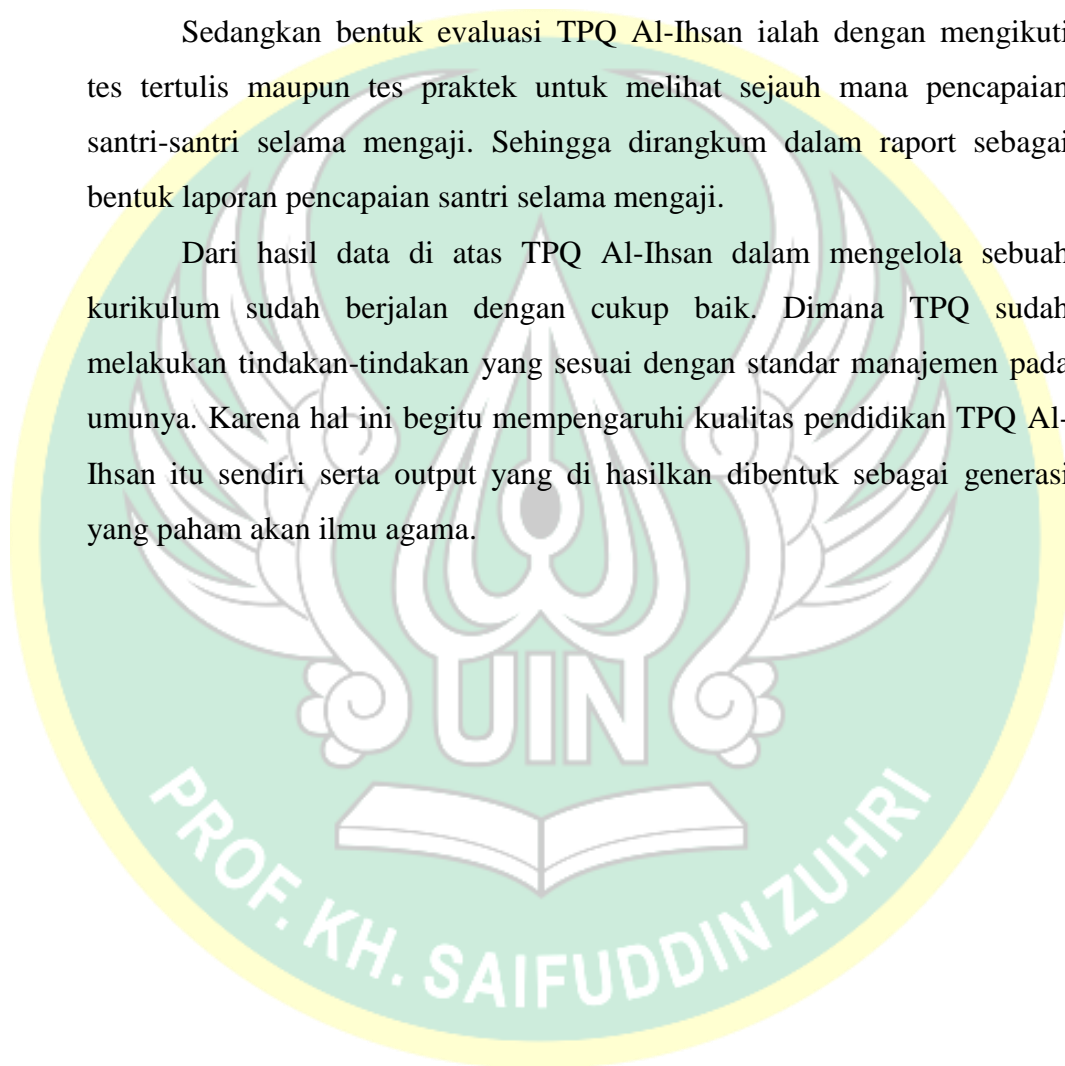 Sedangkan bentuk evaluasi TPQ Al-Ihsan ialah dengan mengikuti
tes tertulis maupun tes praktek untuk melihat sejauh mana pencapaian
santri-santri selama mengaji. Sehingga dirangkum dalam raport sebagai
bentuk laporan pencapaian santri selama mengaji.
Dari hasil data di atas TPQ Al-Ihsan dalam mengelola sebuah
kurikulum sudah berjalan dengan cukup baik. Dimana TPQ sudah
melakukan tindakan-tindakan yang sesuai dengan standar manajemen pada
umunya. Karena hal ini begitu mempengaruhi kualitas pendidikan TPQ Al-
Ihsan itu sendiri serta output yang di hasilkan dibentuk sebagai generasi
yang paham akan ilmu agama.
UIN
PROF. KH. SAIFUDDIN ZUHRI